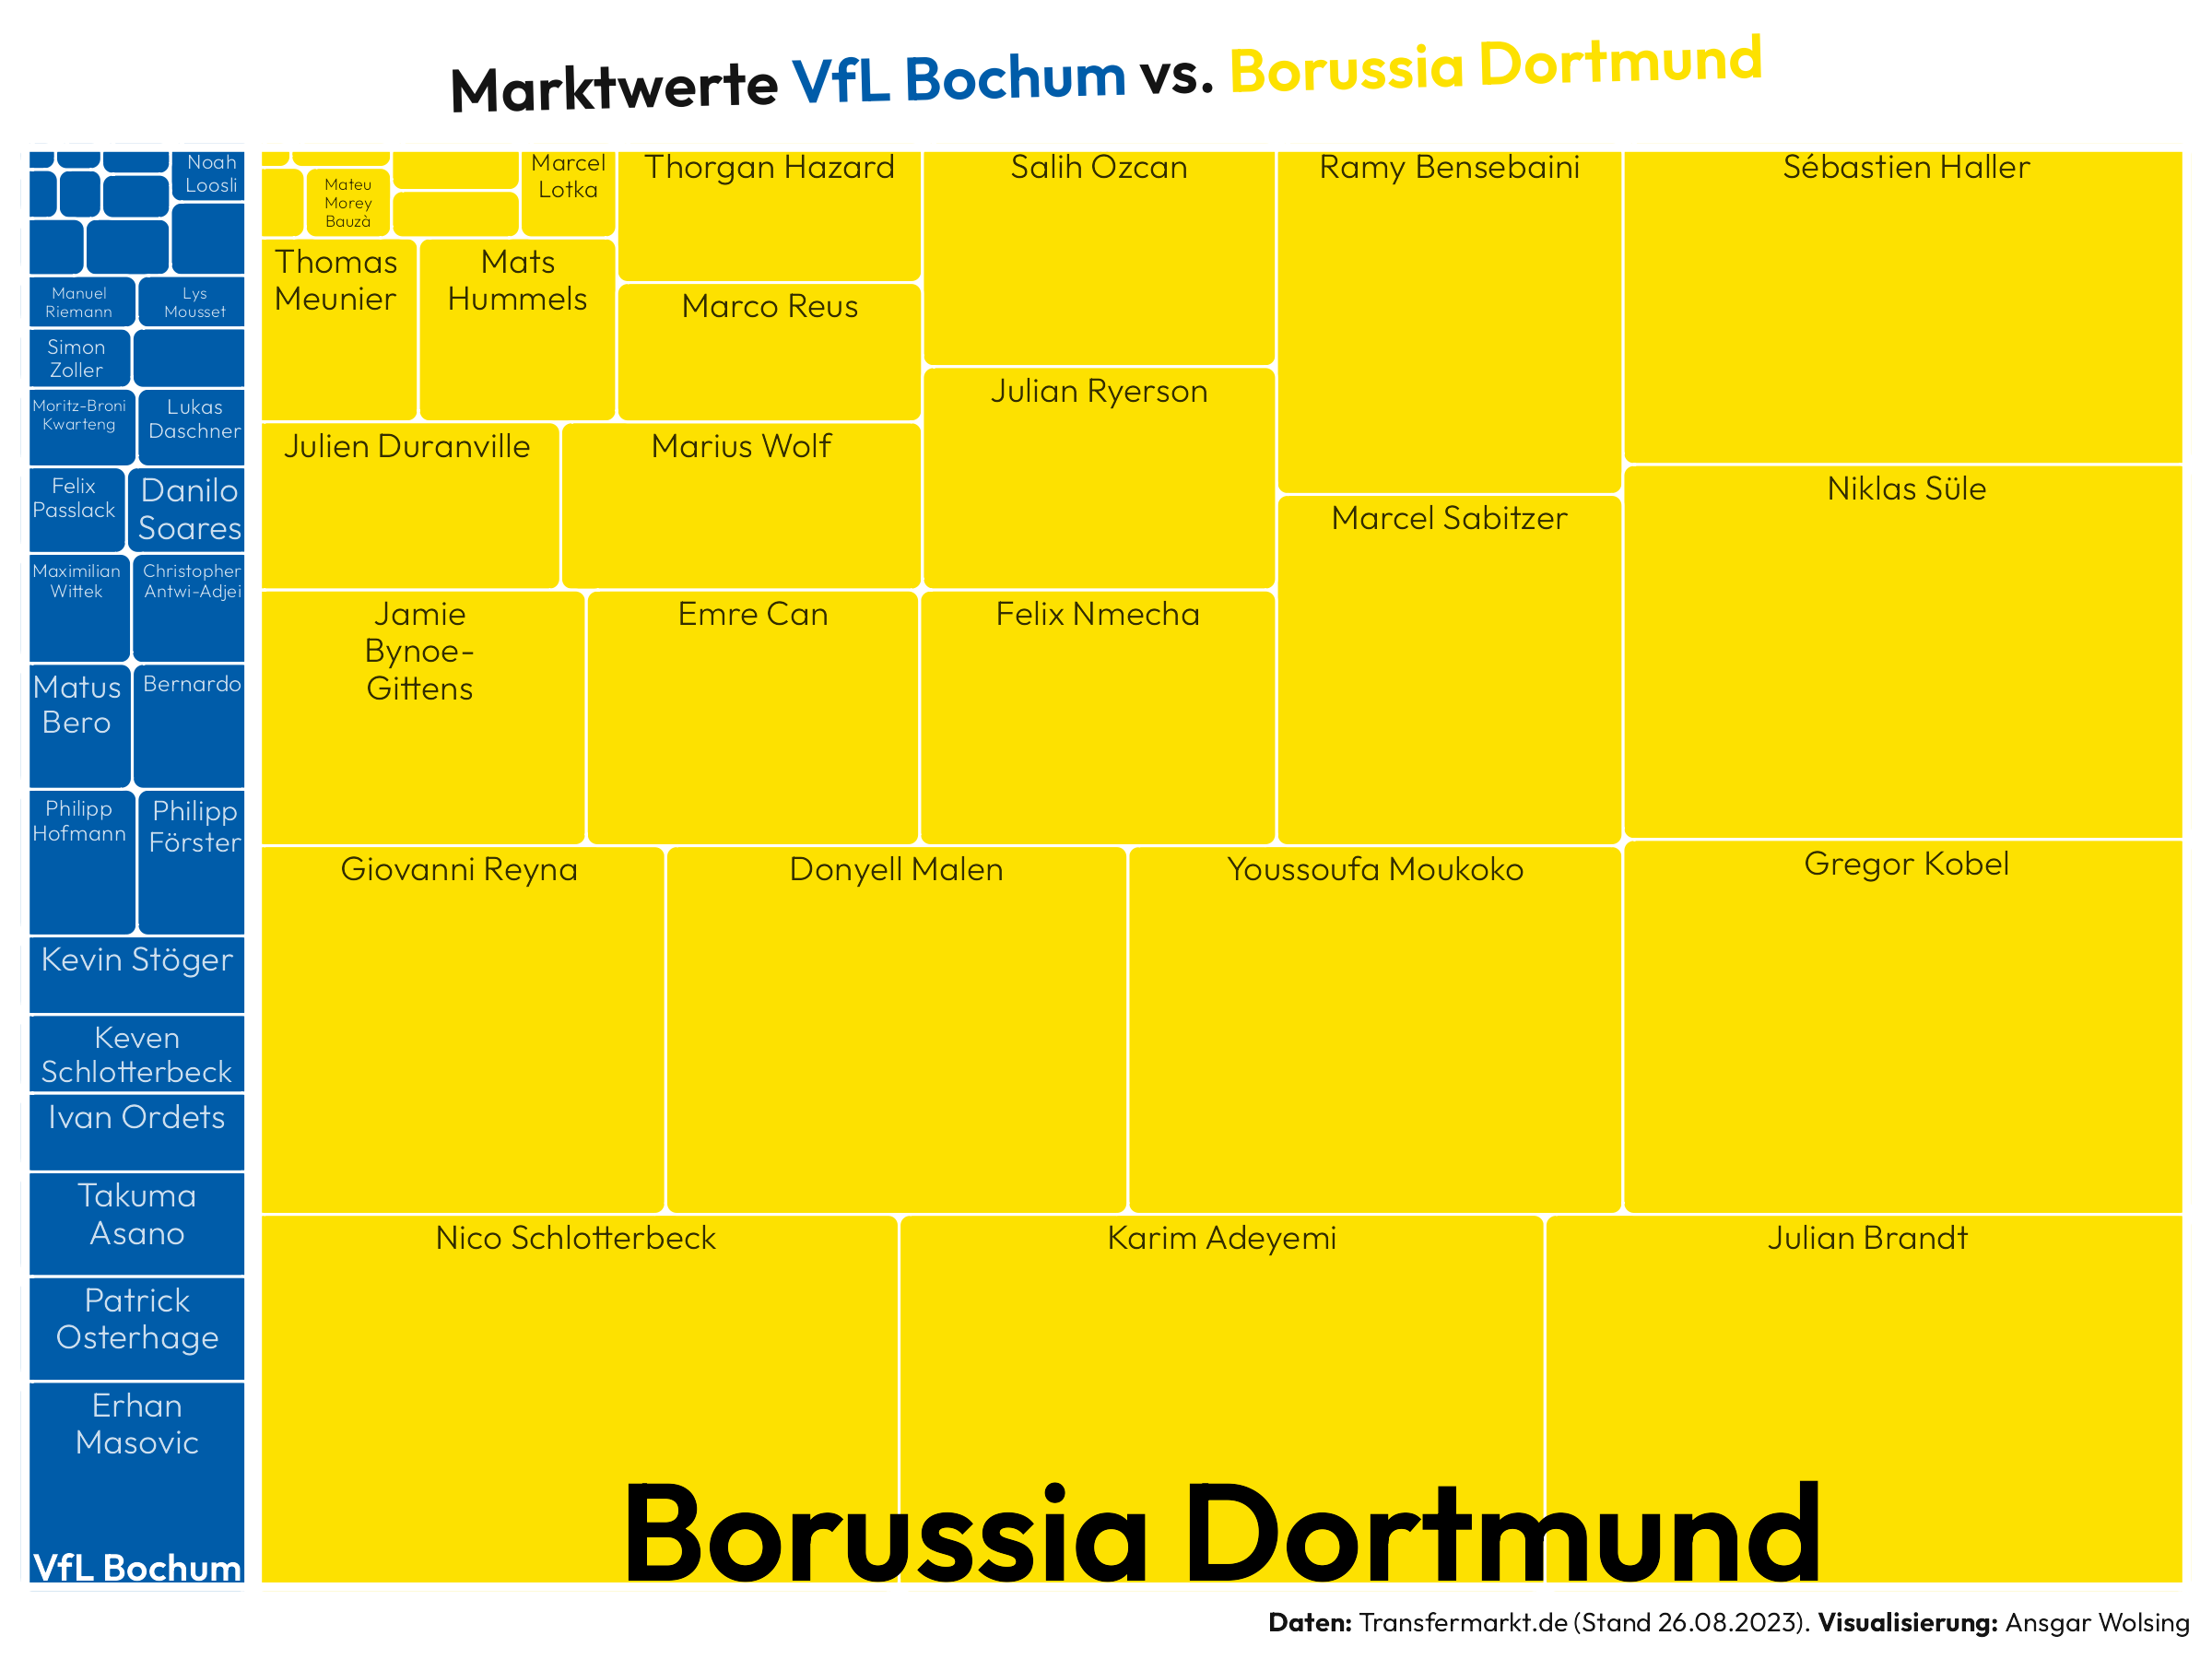 Marktwerte VfL Bochum vs. Borussia Dortmund
Noah
Loosli
Manuel
Riemann
Lys
Mousset
Simon
Zoller
Moritz-Broni
Kwarteng
Lukas
Daschner
Felix
Passlack
Danilo
Soares
Maximilian
Wittek
Christopher
Antwi-Adjei
Matus
Bero
Bernardo
Philipp
Hofmann
Philipp
Förster
Kevin Stöger
Keven
Schlotterbeck
Ivan Ordets
Takuma
Asano
Patrick
Osterhage
Erhan
Masovic
VfL Bochum
Mateu
Morey
Bauzà
Marcel
Lotka
Thorgan Hazard
Salih Ozcan
Ramy Bensebaini
Sébastien Haller
Thomas
Meunier
Mats
Hummels
Marco Reus
Julian Ryerson
Julien Duranville
Marius Wolf
Niklas Süle
Marcel Sabitzer
Jamie
Bynoe-
Gittens
Emre Can
Felix Nmecha
Giovanni Reyna
Donyell Malen
Youssoufa Moukoko
Gregor Kobel
Nico Schlotterbeck
Karim Adeyemi
Julian Brandt
Borussia Dortmund
Daten: Transfermarkt.de (Stand 26.08.2023). Visualisierung: Ansgar Wolsing